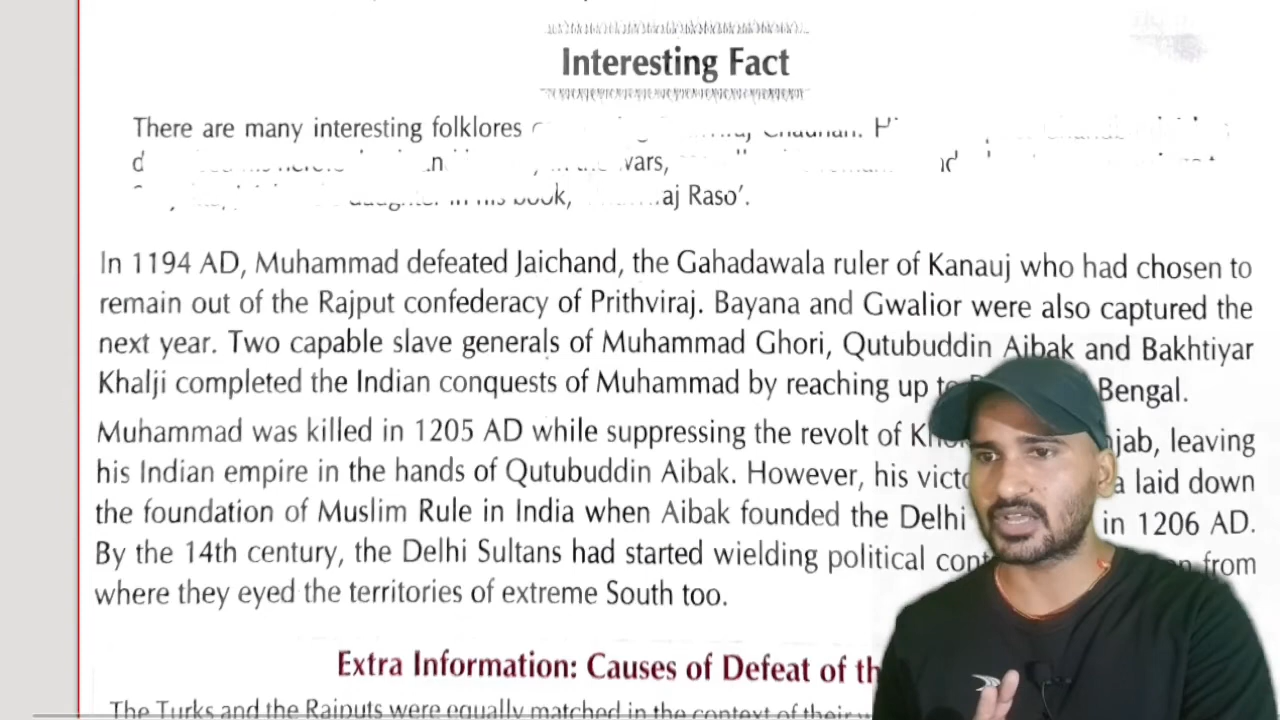 Interesting Fact
There are many interesting folklores Chauhan.
vars,
daughter in his book, Raso'.
In 1194 AD, Muhammad defeated Jaichand, the Gahadawala ruler of Kanauj who had chosen to
remain out of the Rajput confederacy of Prithviraj. Bayana and Gwalior were also captured the
next year. Two capable slave generals of Muhammad Ghori, Qutubuddin Aibak and Bakhtiyar
Khalji completed the Indian conquests of Muhammad by reaching up to Bengal.
Muhammad was killed in 1205 AD while suppressing the revolt of leaving
his Indian empire in the hands of Qutubuddin Aibak. However, his laid down
the foundation of Muslim Rule in India when Aibak founded the Delhi in 1206 AD.
By the 14th century, the Delhi Sultans had started wielding political from
where they eyed the territories of extreme South too.
Extra Information: Causes of Defeat of
The Turks and the Rajputs were equally matched in the context of their